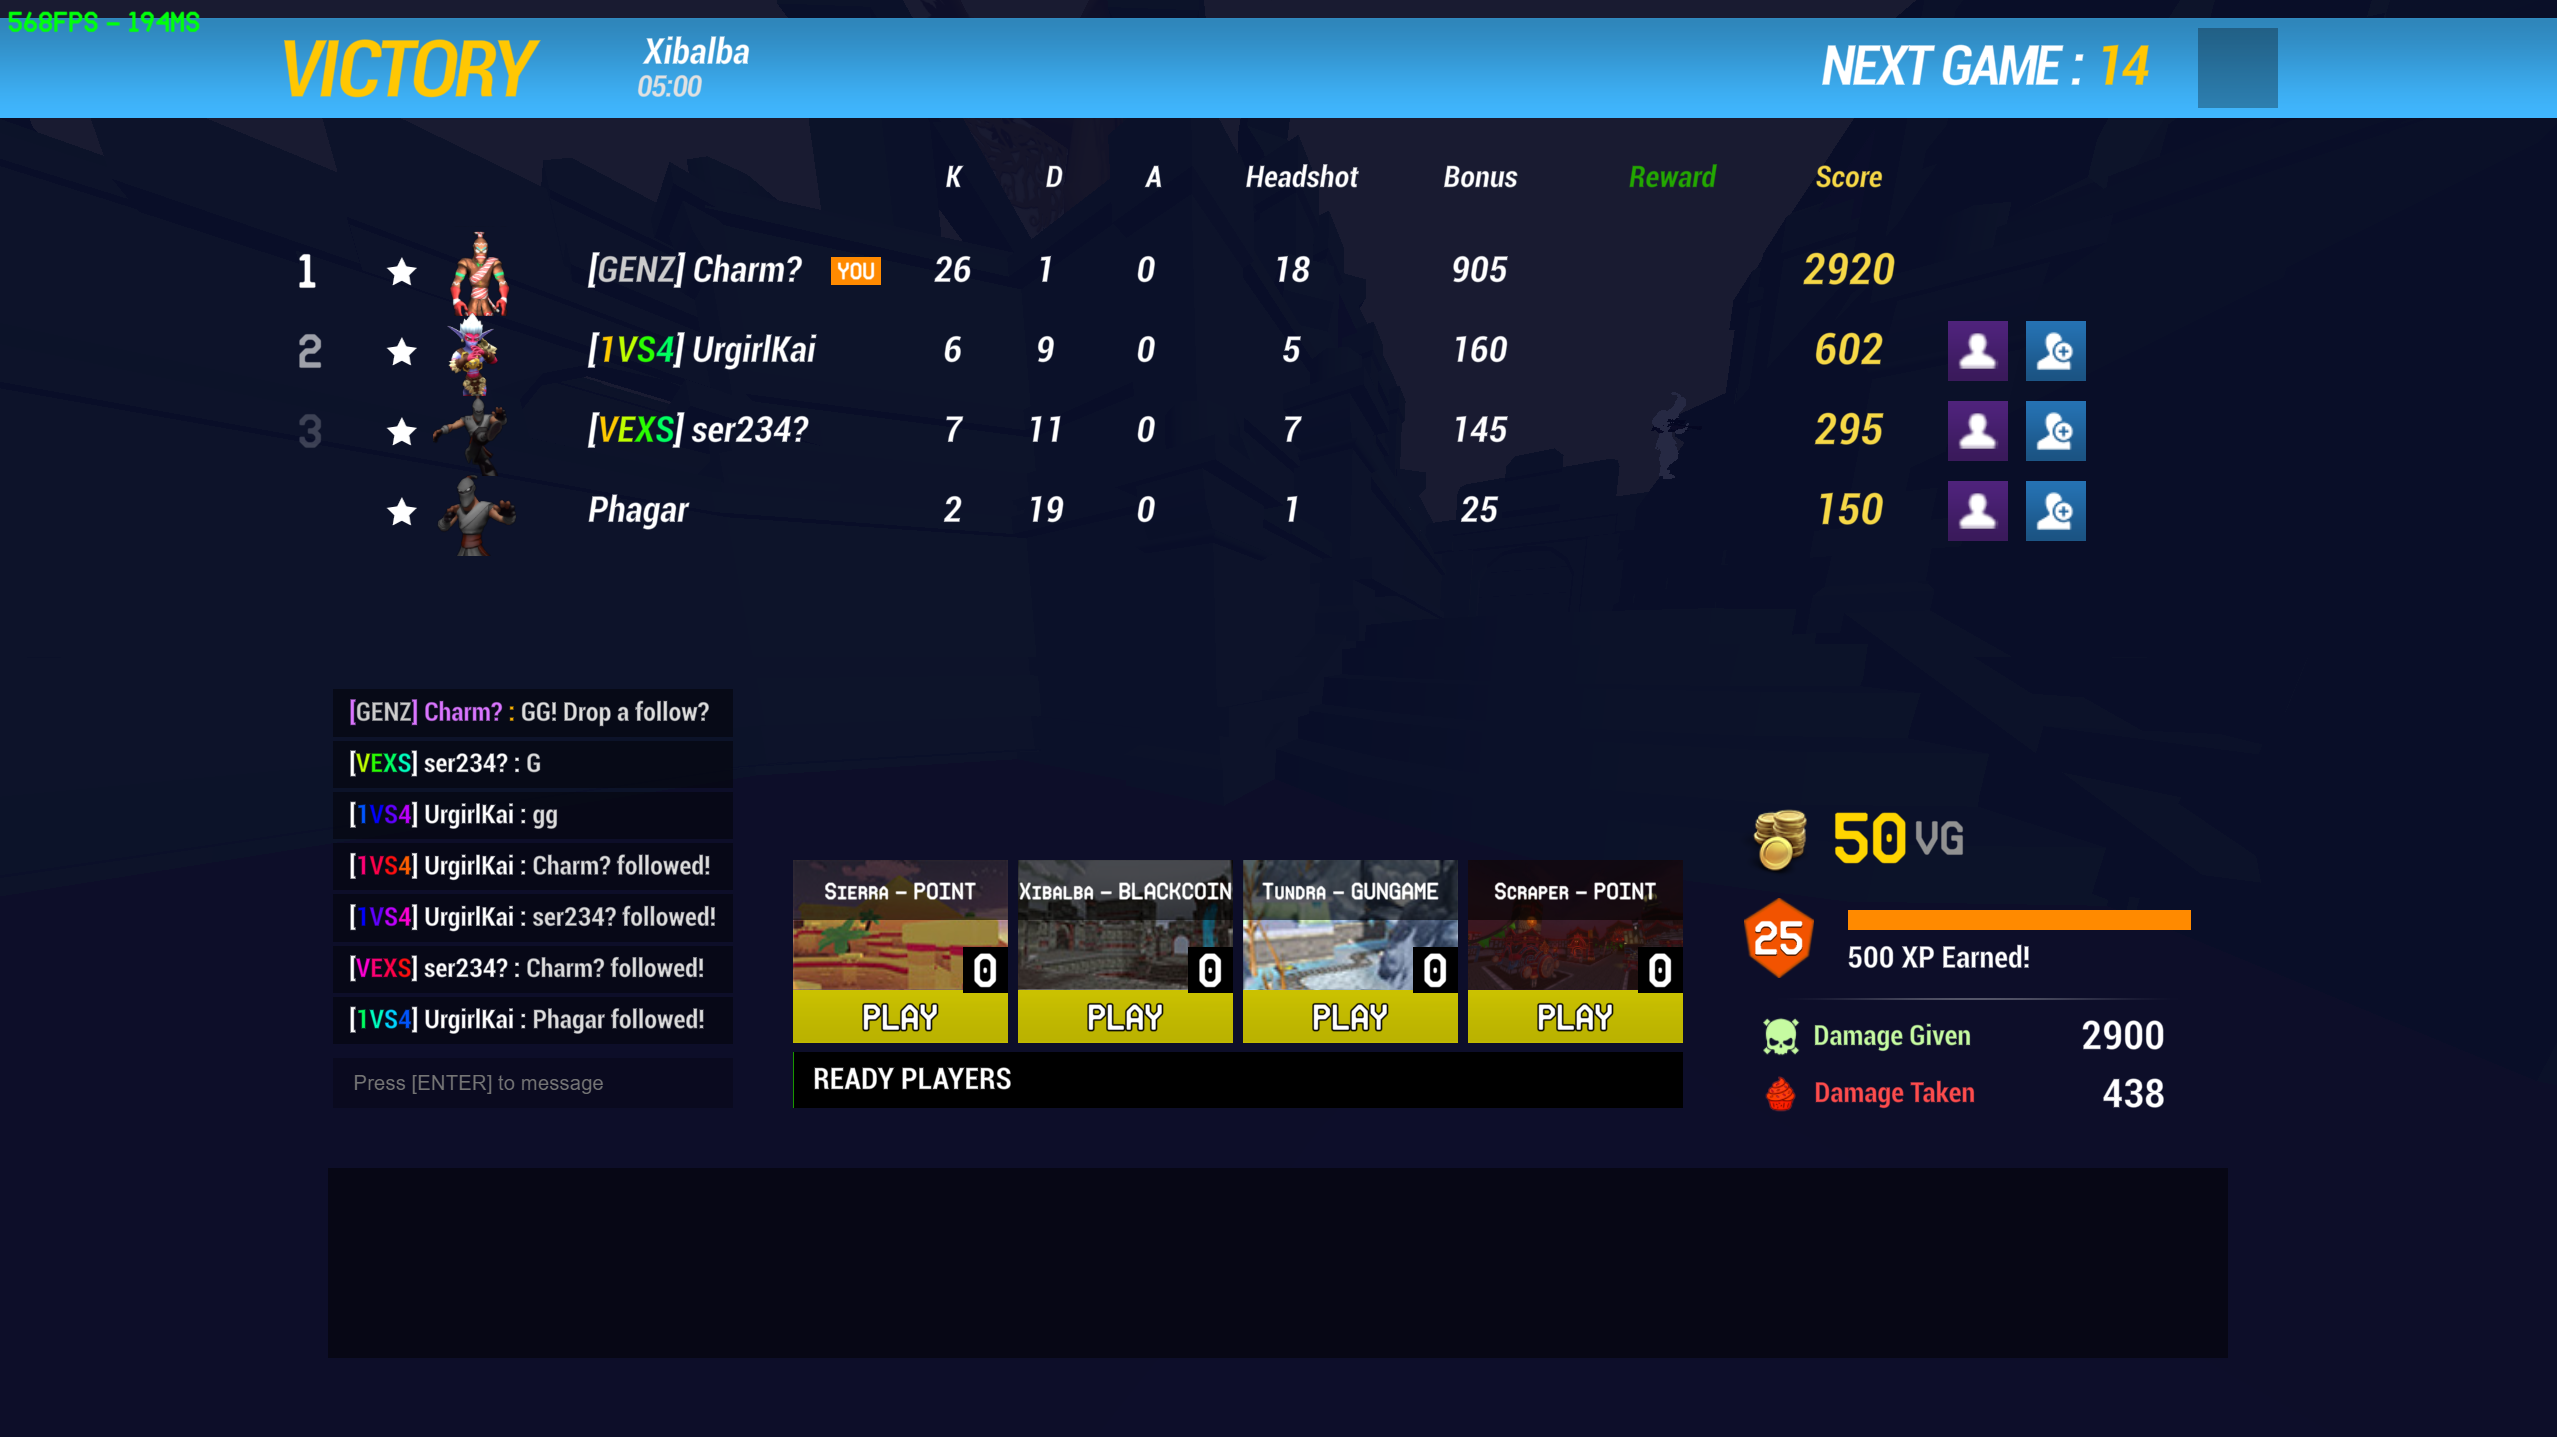 568FPS - 194MS
VICTORY
Xibalba
05:00
NEXT GAME : 14
K D A Headshot Bonus Reward Score
1 [GENZ] Charm? YOU 26 1 0 18 905 2920
2 [1VS4] UrgirlKai 6 9 0 5 160 602
3 [VEXS] ser234? 7 11 0 7 145 295
Phagar 2 19 0 1 25 150
[GENZ] Charm? : GG! Drop a follow?
[VEXS] ser234? : G
[1VS4] UrgirlKai : gg
[1VS4] UrgirlKai : Charm? followed!
[1VS4] UrgirlKai : ser234? followed!
[VEXS] ser234? : Charm? followed!
[1VS4] UrgirlKai : Phagar followed!
Press [ENTER] to message
SIERRA - POINT
0
PLAY
XIBALBA - BLACKCOIN
0
PLAY
TUNDRA - GUNGAME
0
PLAY
SCRAPER - POINT
0
PLAY
READY PLAYERS
50 VG
25
500 XP Earned!
Damage Given 2900
Damage Taken 438